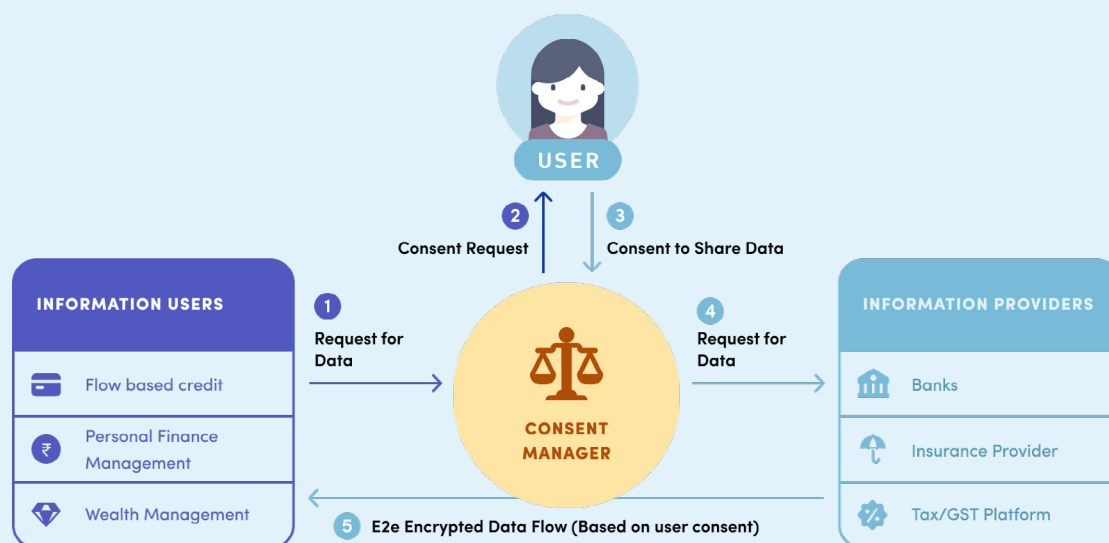 USER
2
3
Consent Request
Consent to Share Data
INFORMATION USERS
Flow based credit
₹
Personal Finance
Management
Wealth Management
1
Request for
Data
CONSENT
MANAGER
4
Request for
Data
INFORMATION PROVIDERS
Banks
Insurance Provider
%
Tax/GST Platform
5 E2e Encrypted Data Flow (Based on user consent)